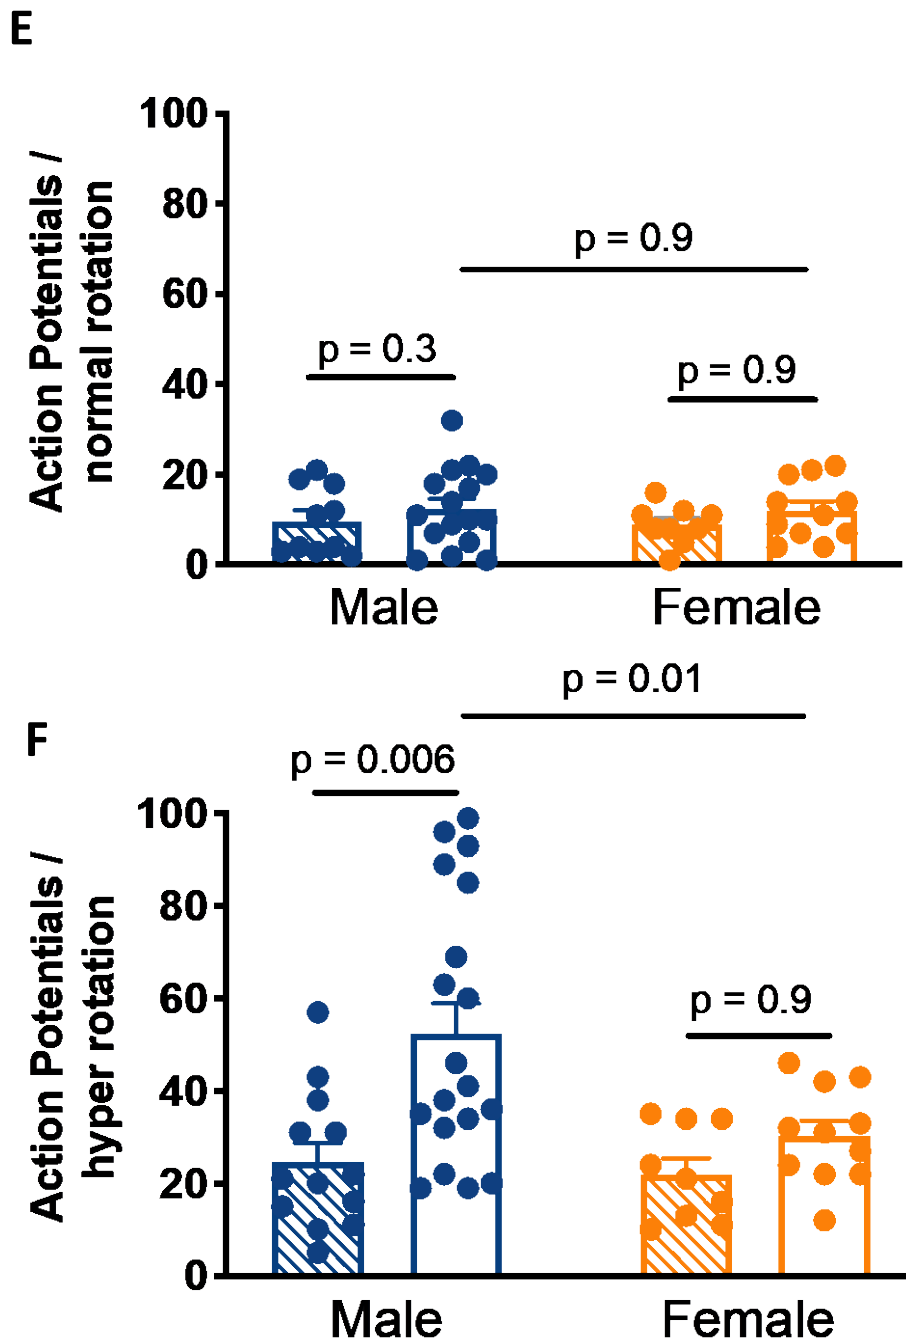 E
Action Potentials /
normal rotation
100
80
60
40
20
0
p = 0.9
p = 0.3
p = 0.9
Male
Female
F
Action Potentials /
hyper rotation
100
80
60
40
20
0
p = 0.01
p = 0.006
p = 0.9
Male
Female